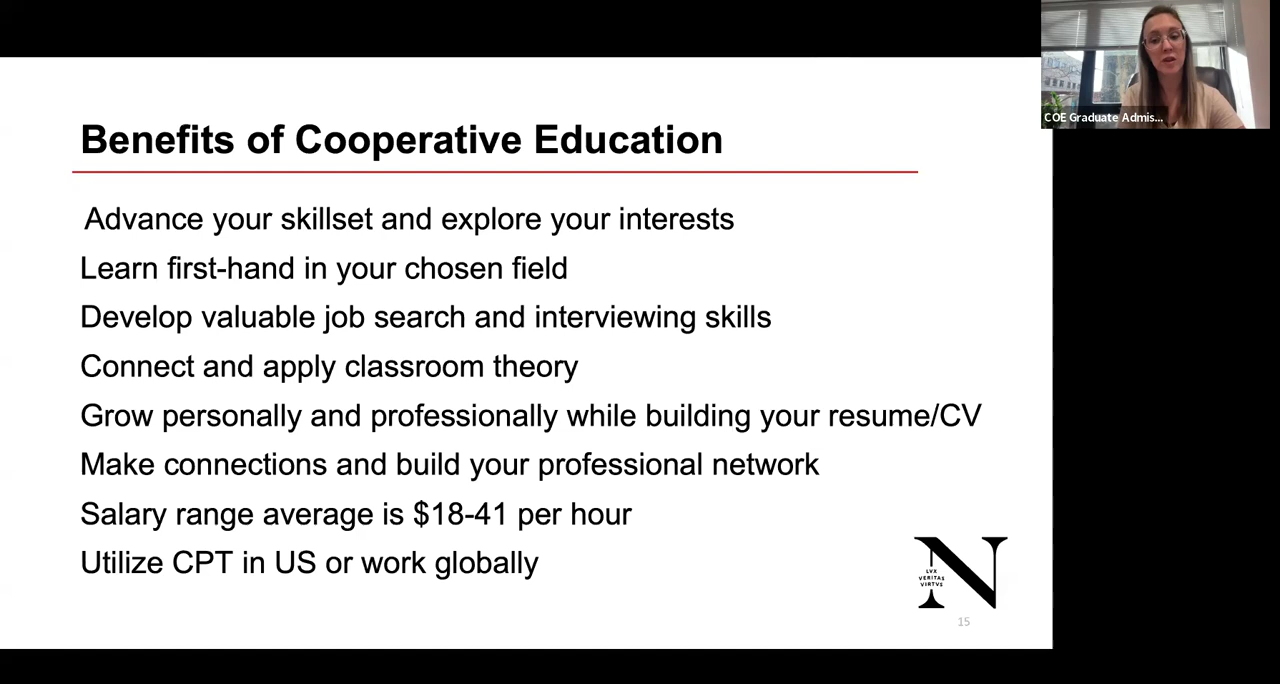 COE Graduate Admis...
Benefits of Cooperative Education
Advance your skillset and explore your interests
Learn first-hand in your chosen field
Develop valuable job search and interviewing skills
Connect and apply classroom theory
Grow personally and professionally while building your resume/CV
Make connections and build your professional network
Salary range average is $18-41 per hour
Utilize CPT in US or work globally
N
LVX
VERITAS
VIRTVS
15